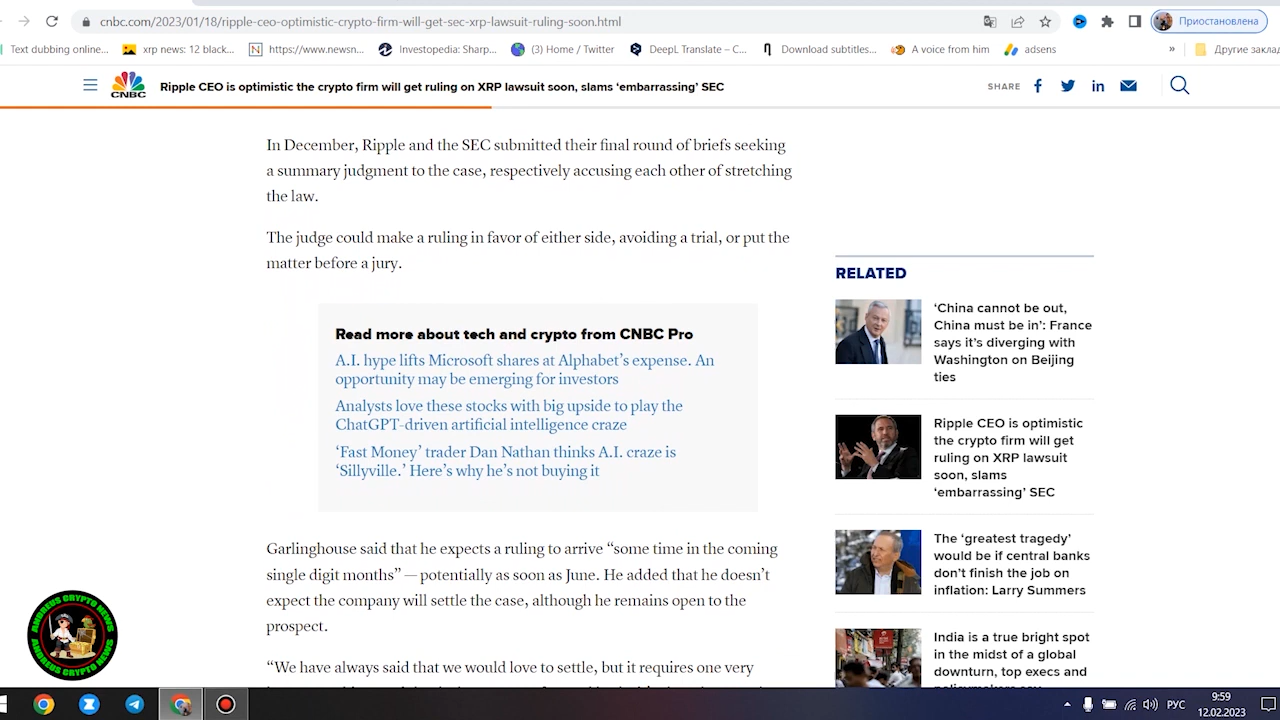 cnbc.com/2023/01/18/ripple-ceo-optimistic-crypto-firm-will-get-sec-xrp-lawsuit-ruling-soon.html
Приостановлена
Text dubbing online...
xrp news: 12 black...
https://www.newsn...
Investopedia: Sharp...
(3) Home / Twitter
DeepL Translate – C...
Download subtitles...
A voice from him
adsens
»
Другие закла
CNBC
Ripple CEO is optimistic the crypto firm will get ruling on XRP lawsuit soon, slams ‘embarrassing’ SEC
SHARE
In December, Ripple and the SEC submitted their final round of briefs seeking
a summary judgment to the case, respectively accusing each other of stretching
the law.
The judge could make a ruling in favor of either side, avoiding a trial, or put the
matter before a jury.
Read more about tech and crypto from CNBC Pro
A.I. hype lifts Microsoft shares at Alphabet’s expense. An
opportunity may be emerging for investors
Analysts love these stocks with big upside to play the
ChatGPT-driven artificial intelligence craze
‘Fast Money’ trader Dan Nathan thinks A.I. craze is
‘Sillyville.’ Here’s why he’s not buying it
Garlinghouse said that he expects a ruling to arrive “some time in the coming
single digit months” — potentially as soon as June. He added that he doesn’t
expect the company will settle the case, although he remains open to the
prospect.
“We have always said that we would love to settle, but it requires one very
RELATED
‘China cannot be out,
China must be in’: France
says it’s diverging with
Washington on Beijing
ties
Ripple CEO is optimistic
the crypto firm will get
ruling on XRP lawsuit
soon, slams
‘embarrassing’ SEC
The ‘greatest tragedy’
would be if central banks
don’t finish the job on
inflation: Larry Summers
India is a true bright spot
in the midst of a global
downturn, top execs and
ANDREUS CRYPTO NEWS
ANDREUS CRYPTO NEWS
РУС
9:59
12.02.2023